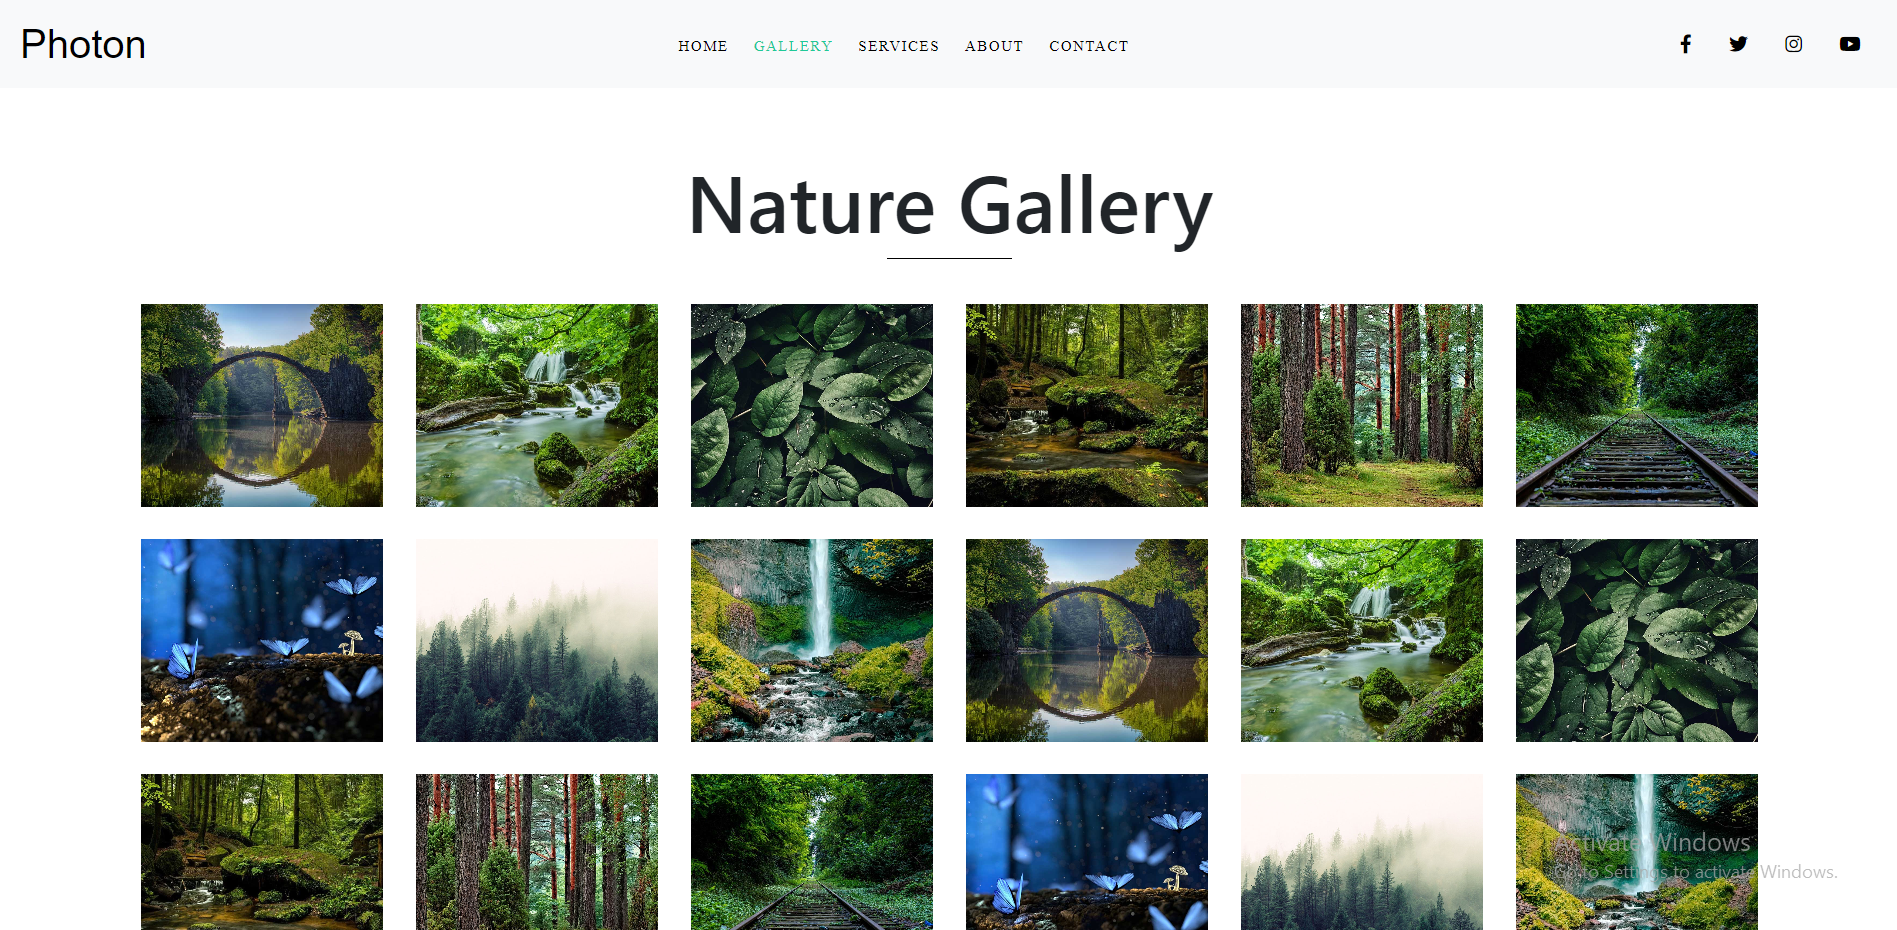 Photon
HOME GALLERY SERVICES ABOUT CONTACT
Nature Gallery
Activate Windows
Go to Settings to activate Windows.